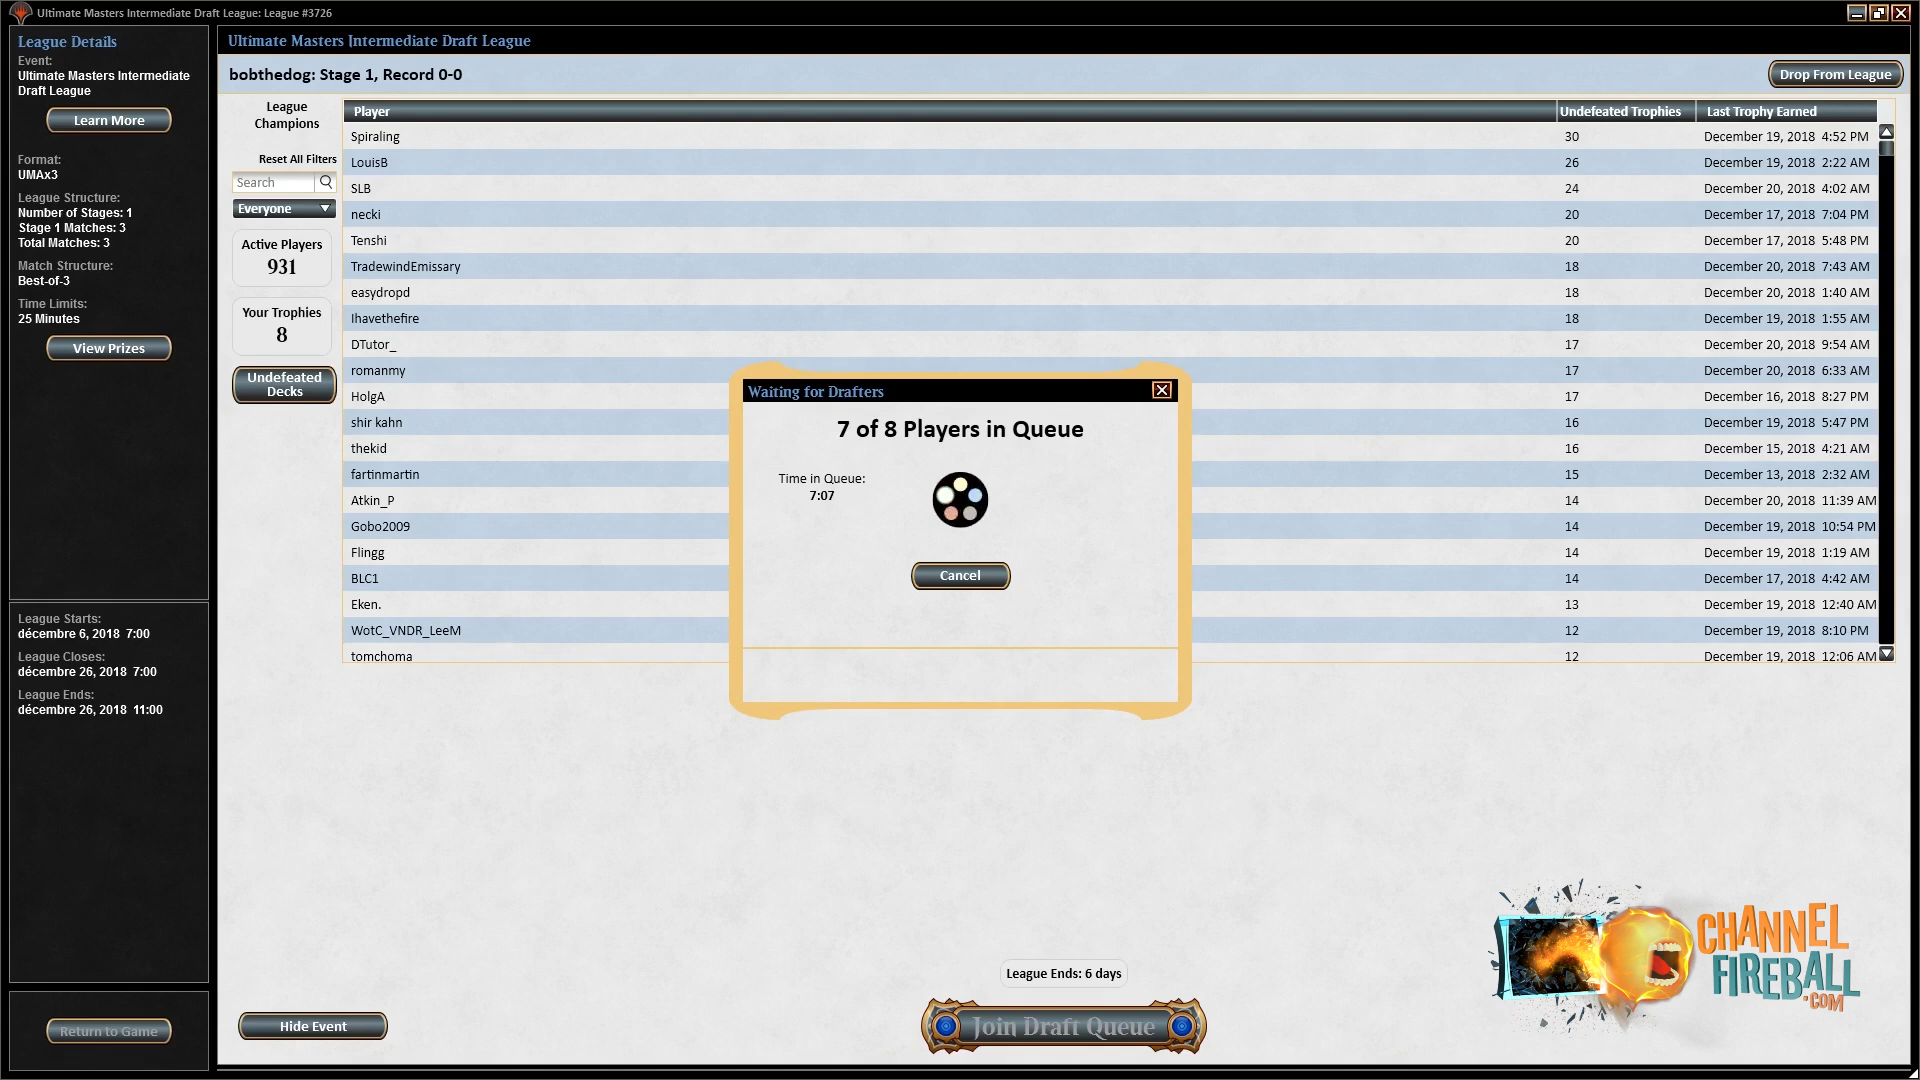 Ultimate Masters Intermediate Draft League: League #3726
League Details
Event:
Ultimate Masters Intermediate
Draft League
Learn More
Format:
UMAx3
League Structure:
Number of Stages: 1
Stage 1 Matches: 3
Total Matches: 3
Match Structure:
Best-of-3
Time Limits:
25 Minutes
View Prizes
League Starts:
décembre 6, 2018 7:00
League Closes:
décembre 26, 2018 7:00
League Ends:
décembre 26, 2018 11:00
Return to Game
Ultimate Masters Intermediate Draft League
bobthedog: Stage 1, Record 0-0
Drop From League
League
Champions
Reset All Filters
Search
Everyone
Active Players
931
Your Trophies
8
Undefeated
Decks
Player Undefeated Trophies Last Trophy Earned
Spiraling 30 December 19, 2018 4:52 PM
LouisB 26 December 19, 2018 2:22 AM
SLB 24 December 20, 2018 4:02 AM
necki 20 December 17, 2018 7:04 PM
Tenshi 20 December 17, 2018 5:48 PM
TradewindEmissary 18 December 20, 2018 7:43 AM
easydropd 18 December 20, 2018 1:40 AM
Ihavethefire 18 December 19, 2018 1:55 AM
DTutor_ 17 December 20, 2018 9:54 AM
romanmy 17 December 20, 2018 6:33 AM
HolgA 17 December 16, 2018 8:27 PM
shir kahn 16 December 19, 2018 5:47 PM
thekid 16 December 15, 2018 4:21 AM
fartinmartin 15 December 13, 2018 2:32 AM
Atkin_P 14 December 20, 2018 11:39 AM
Gobo2009 14 December 19, 2018 10:54 PM
Flingg 14 December 19, 2018 1:19 AM
BLC1 14 December 17, 2018 4:42 AM
Eken. 13 December 19, 2018 12:40 AM
WotC_VNDR_LeeM 12 December 19, 2018 8:10 PM
tomchoma 12 December 19, 2018 12:06 AM
Waiting for Drafters
7 of 8 Players in Queue
Time in Queue:
7:07
Cancel
League Ends: 6 days
Hide Event
Join Draft Queue
CHANNEL
FIREBALL
.COM